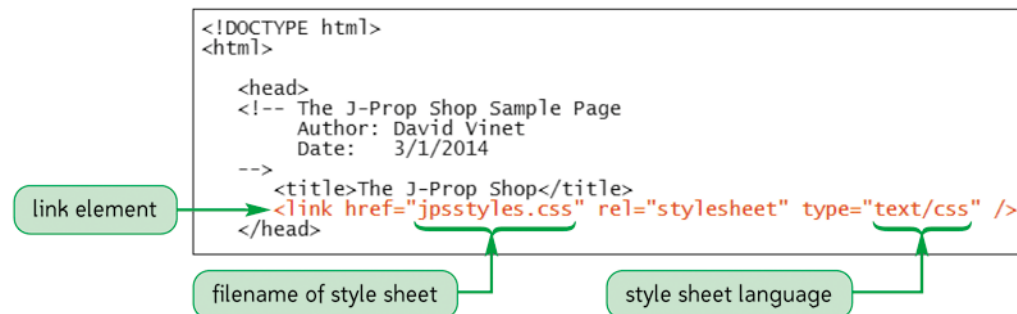 <!DOCTYPE html>
<html>
<head>
<!-- The J-Prop Shop Sample Page
Author: David Vinet
Date: 3/1/2014
-->
<title>The J-Prop Shop</title>
link element
<link href="jpsstyles.css" rel="stylesheet" type="text/css" />
</head>
filename of style sheet
style sheet language